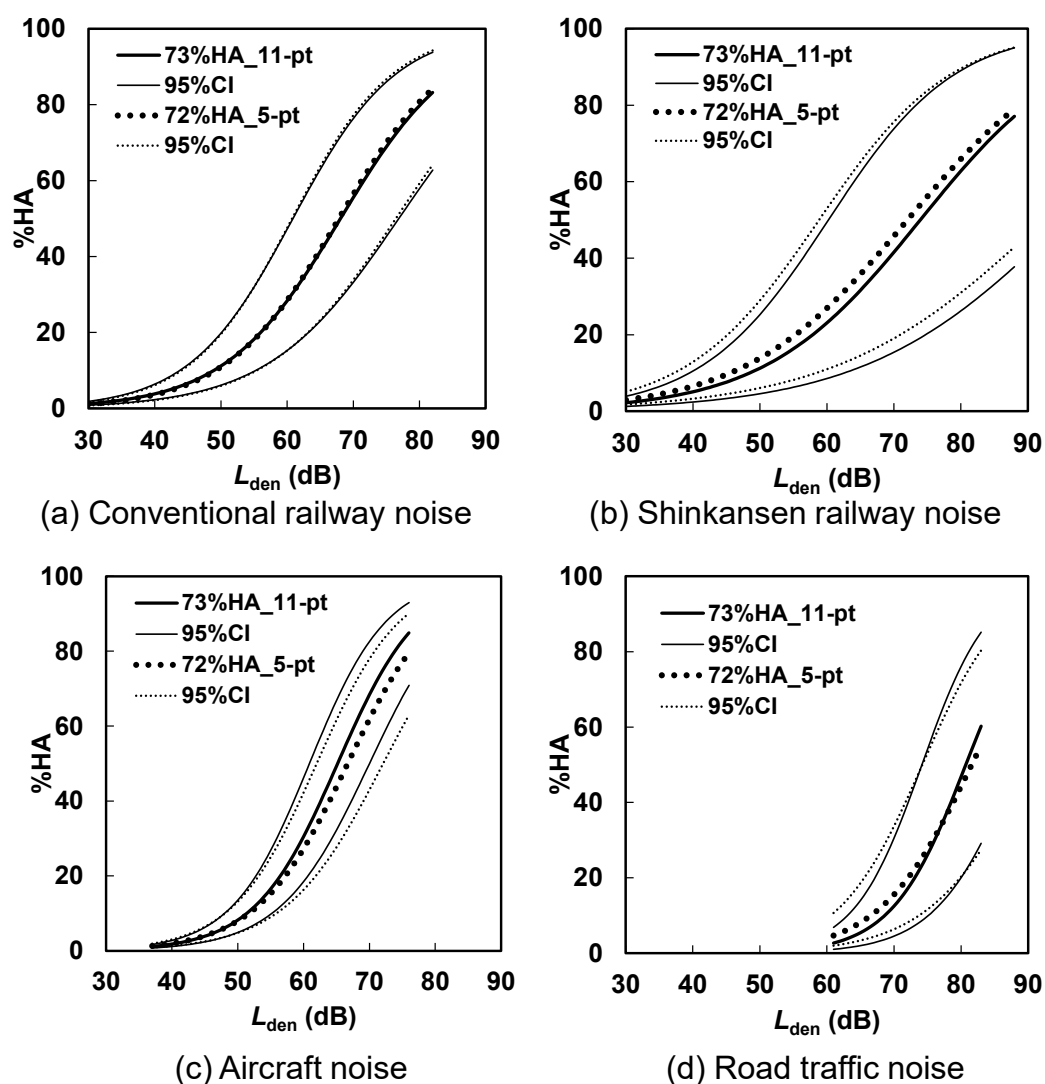 100
80
60
40
20
0
%HA
73%HA_11-pt
95%CI
72%HA_5-pt
95%CI
30 40 50 60 70 80 90
Lden (dB)
(a) Conventional railway noise
100
80
60
40
20
0
%HA
73%HA_11-pt
95%CI
72%HA_5-pt
95%CI
30 40 50 60 70 80 90
Lden (dB)
(b) Shinkansen railway noise
100
80
60
40
20
0
%HA
73%HA_11-pt
95%CI
72%HA_5-pt
95%CI
30 40 50 60 70 80 90
Lden (dB)
(c) Aircraft noise
100
80
60
40
20
0
%HA
73%HA_11-pt
95%CI
72%HA_5-pt
95%CI
30 40 50 60 70 80 90
Lden (dB)
(d) Road traffic noise